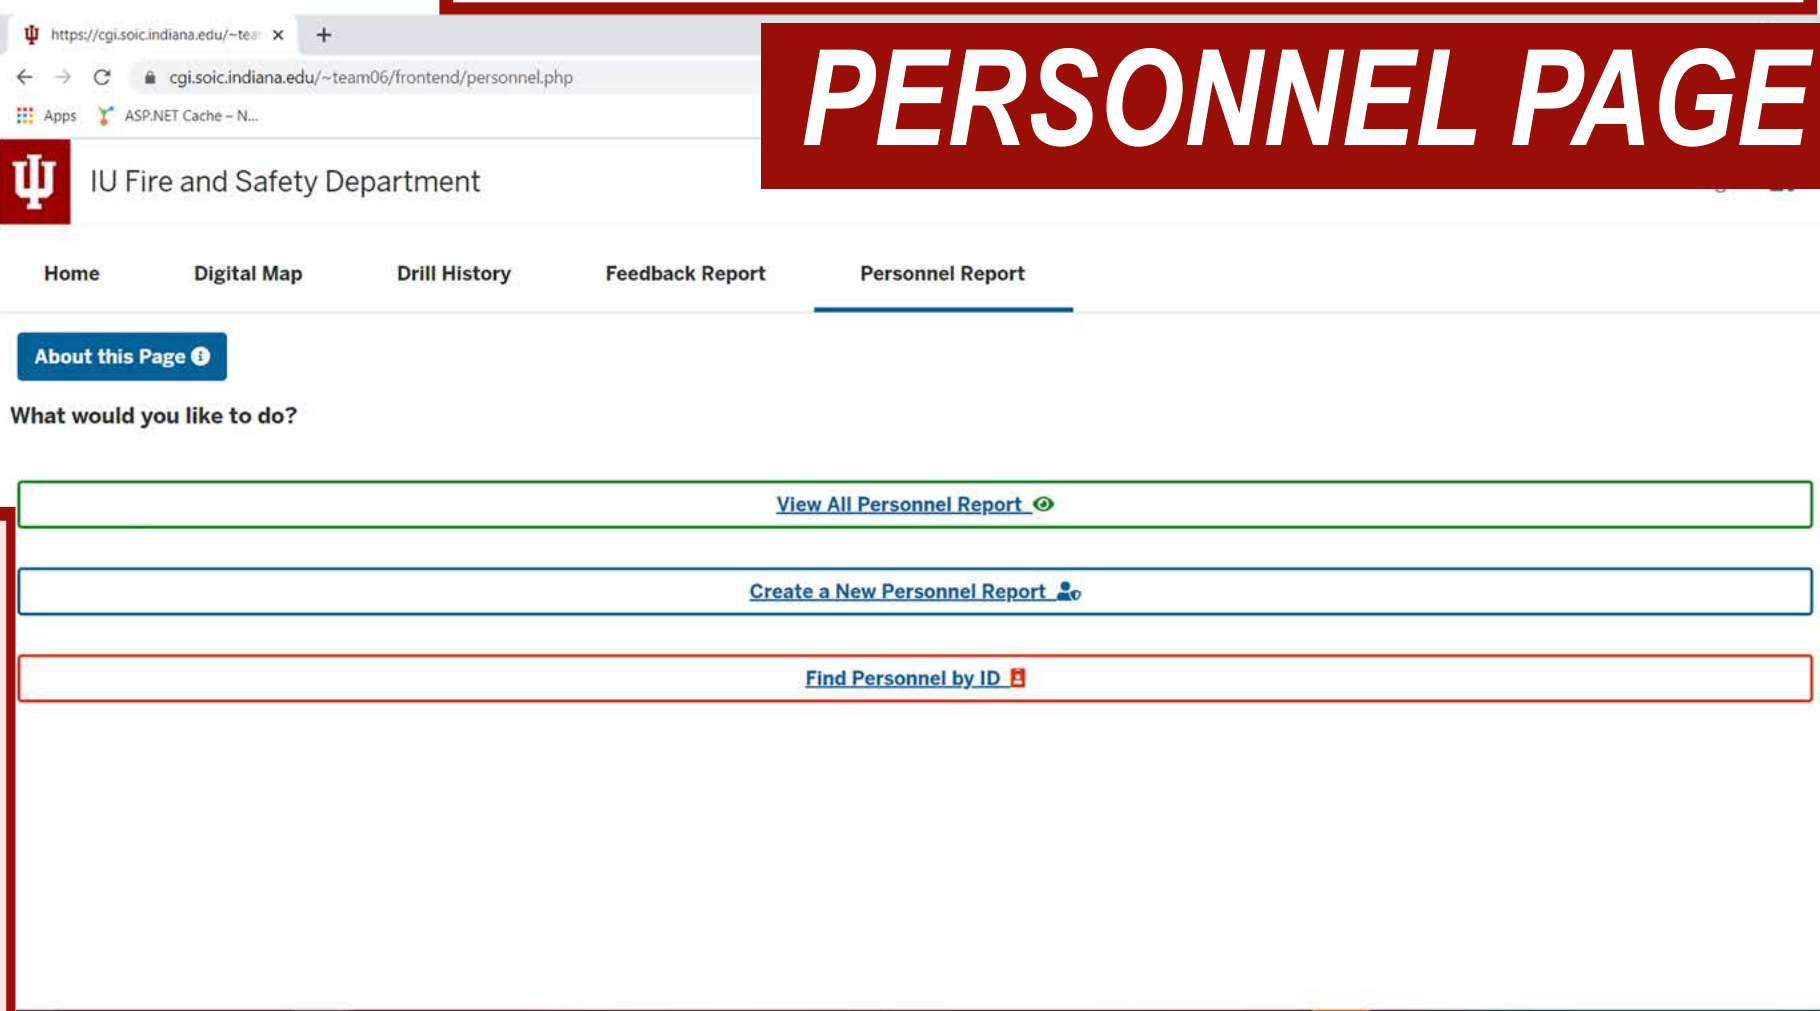 https://cgi.soic.indiana.edu/~tea
cgi.soic.indiana.edu/~team06/frontend/personnel.php
Apps ASP.NET Cache – N...
PERSONNEL PAGE
IU Fire and Safety Department
Home Digital Map Drill History Feedback Report Personnel Report
About this Page
What would you like to do?
View All Personnel Report
Create a New Personnel Report
Find Personnel by ID